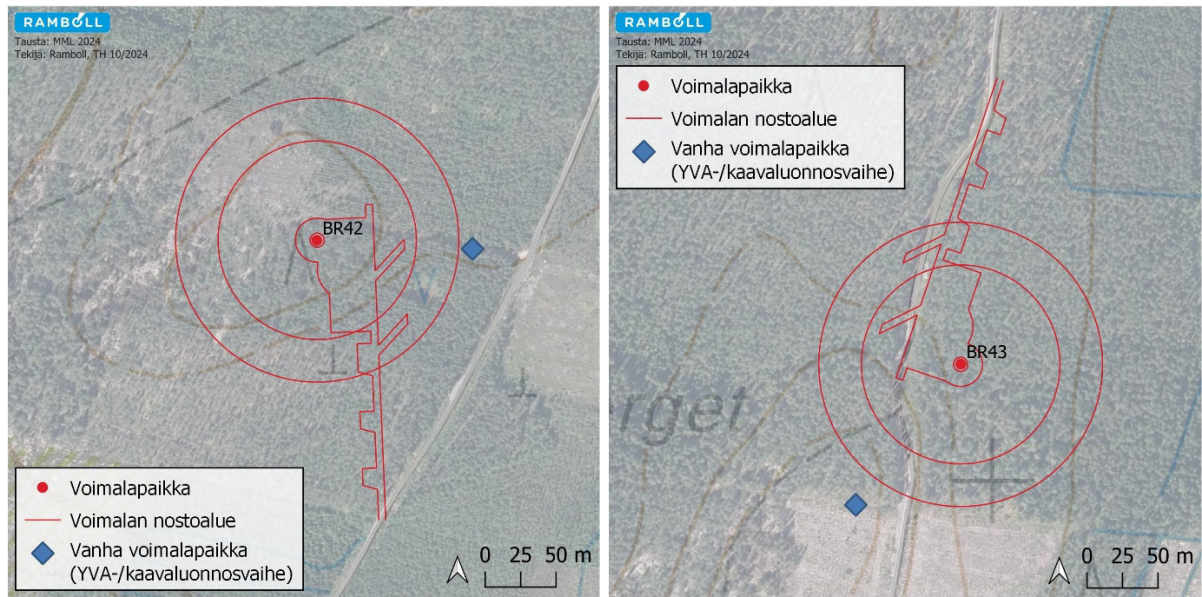 RAMBOLL
Tausta: MML 2024
Tekijä: Ramboll, TH 10/2024
BR42
Voimalapaikka
Voimalan nostoalue
Vanha voimalapaikka
(YVA-/kaavaluonnosvaihe)
0 25 50 m
RAMBOLL
Tausta: MML 2024
Tekijä: Ramboll, TH 10/2024
Voimalapaikka
Voimalan nostoalue
Vanha voimalapaikka
(YVA-/kaavaluonnosvaihe)
BR43
erget
0 25 50 m